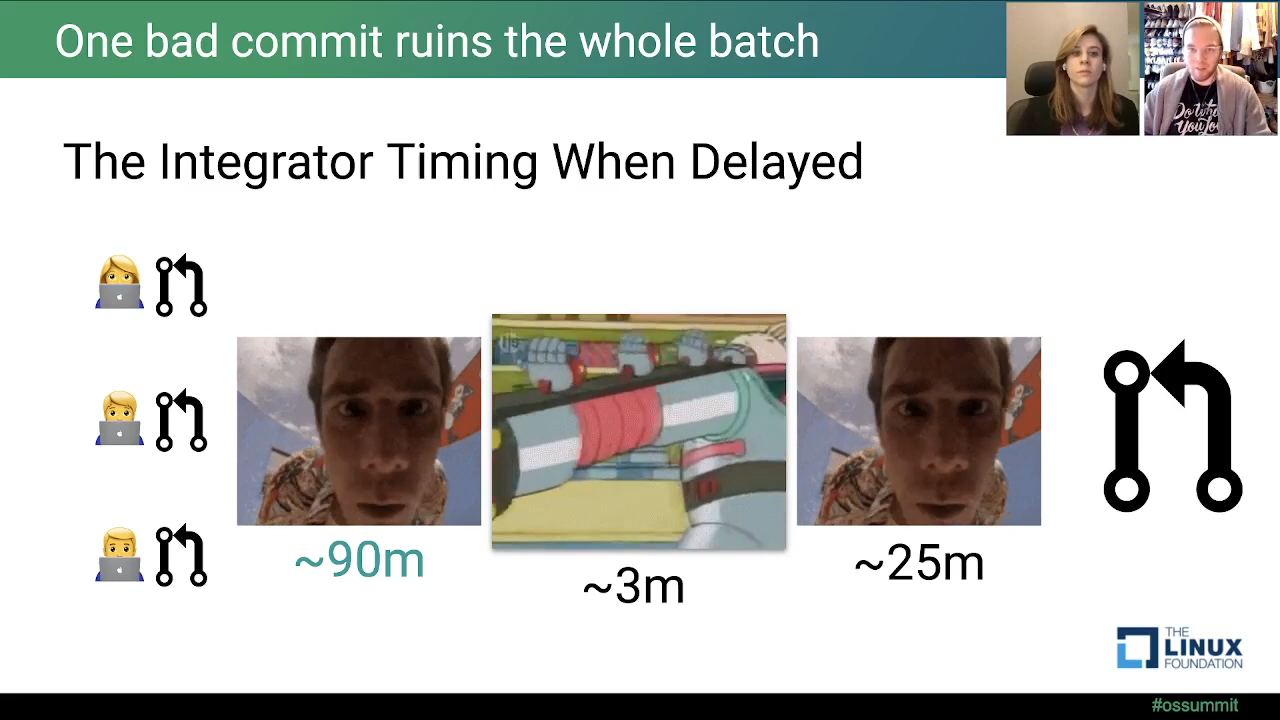 One bad commit ruins the whole batch
The Integrator Timing When Delayed
~90m
~3m
~25m
THE
LINUX
FOUNDATION
#ossummit